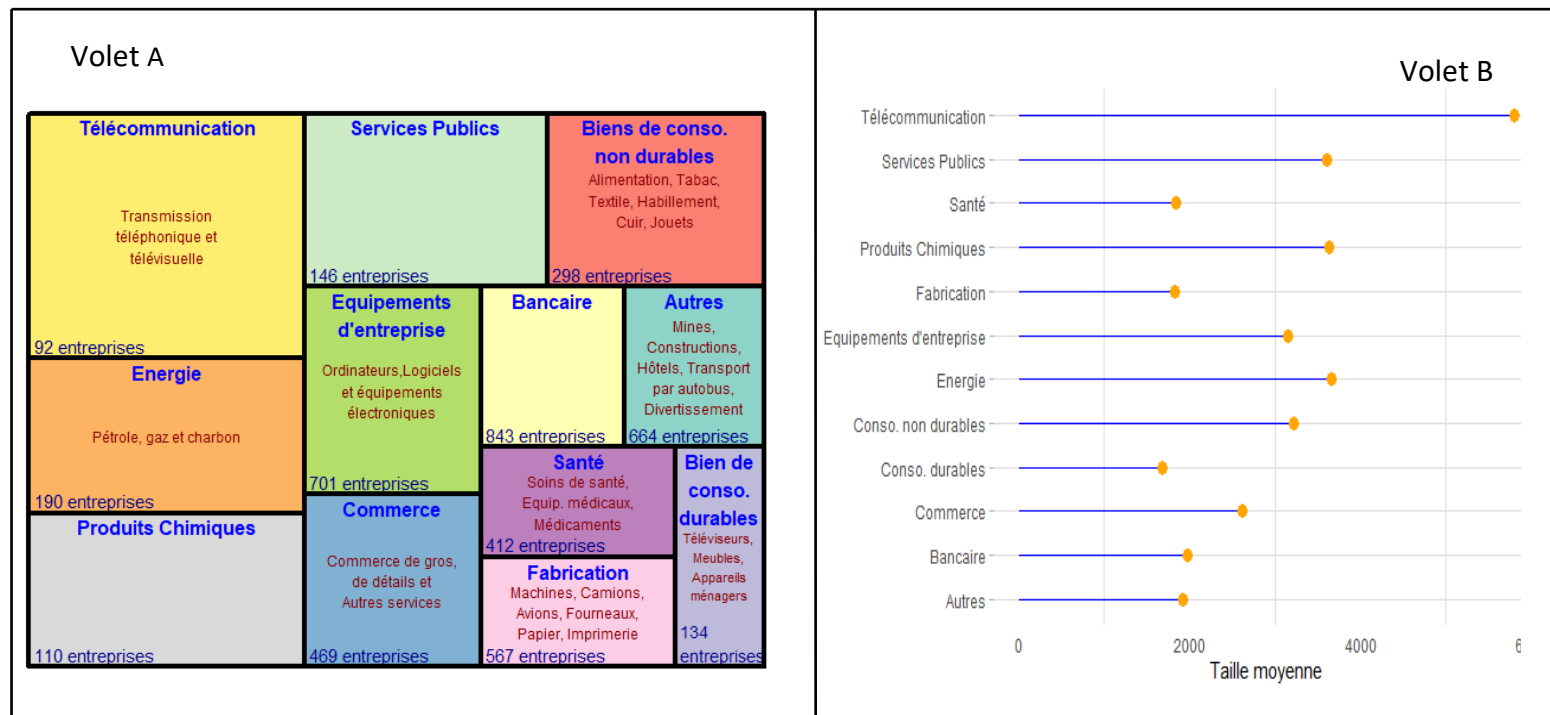 Volet A
Télécommunication
Transmission
téléphonique et
télévisuelle
92 entreprises
Services Publics
146 entreprises
Biens de conso.
non durables
Alimentation, Tabac,
Textile, Habillement,
Cuir, Jouets
298 entreprises
Energie
Pétrole, gaz et charbon
190 entreprises
Equipements
d'entreprise
Ordinateurs,Logiciels
et équipements
électroniques
701 entreprises
Bancaire
843 entreprises
Autres
Mines,
Constructions,
Hôtels, Transport
par autobus,
Divertissement
664 entreprises
Produits Chimiques
110 entreprises
Commerce
Commerce de gros,
de détails et
Autres services
469 entreprises
Santé
Soins de santé,
Equip. médicaux,
Médicaments
412 entreprises
Fabrication
Machines, Camions,
Avions, Fourneaux,
Papier, Imprimerie
567 entreprises
Bien de
conso.
durables
Téléviseurs,
Meubles,
Appareils
ménagers
134
entreprises
Volet B
Télécommunication
Services Publics
Santé
Produits Chimiques
Fabrication
Equipements d'entreprise
Energie
Conso. non durables
Conso. durables
Commerce
Bancaire
Autres
0 2000 4000 6
Taille moyenne